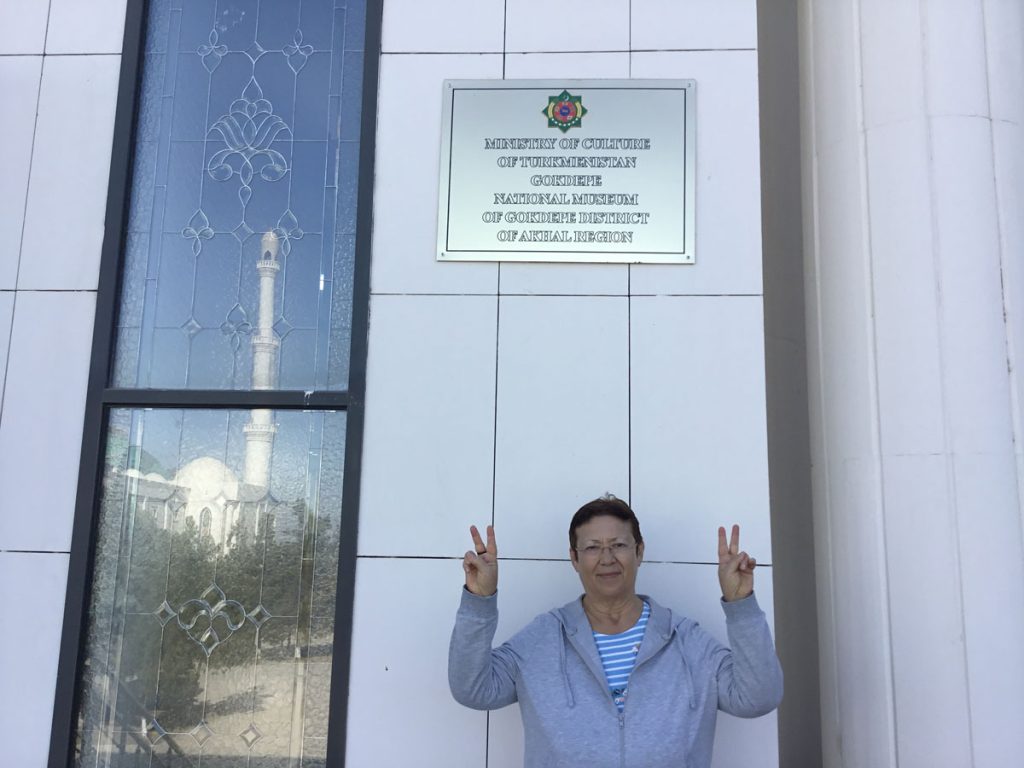 MINISTRY OF CULTURE
OF TURKMENISTAN
GOKDEPE
NATIONAL MUSEUM
OF GOKDEPE DISTRICT
OF AKHAL REGION